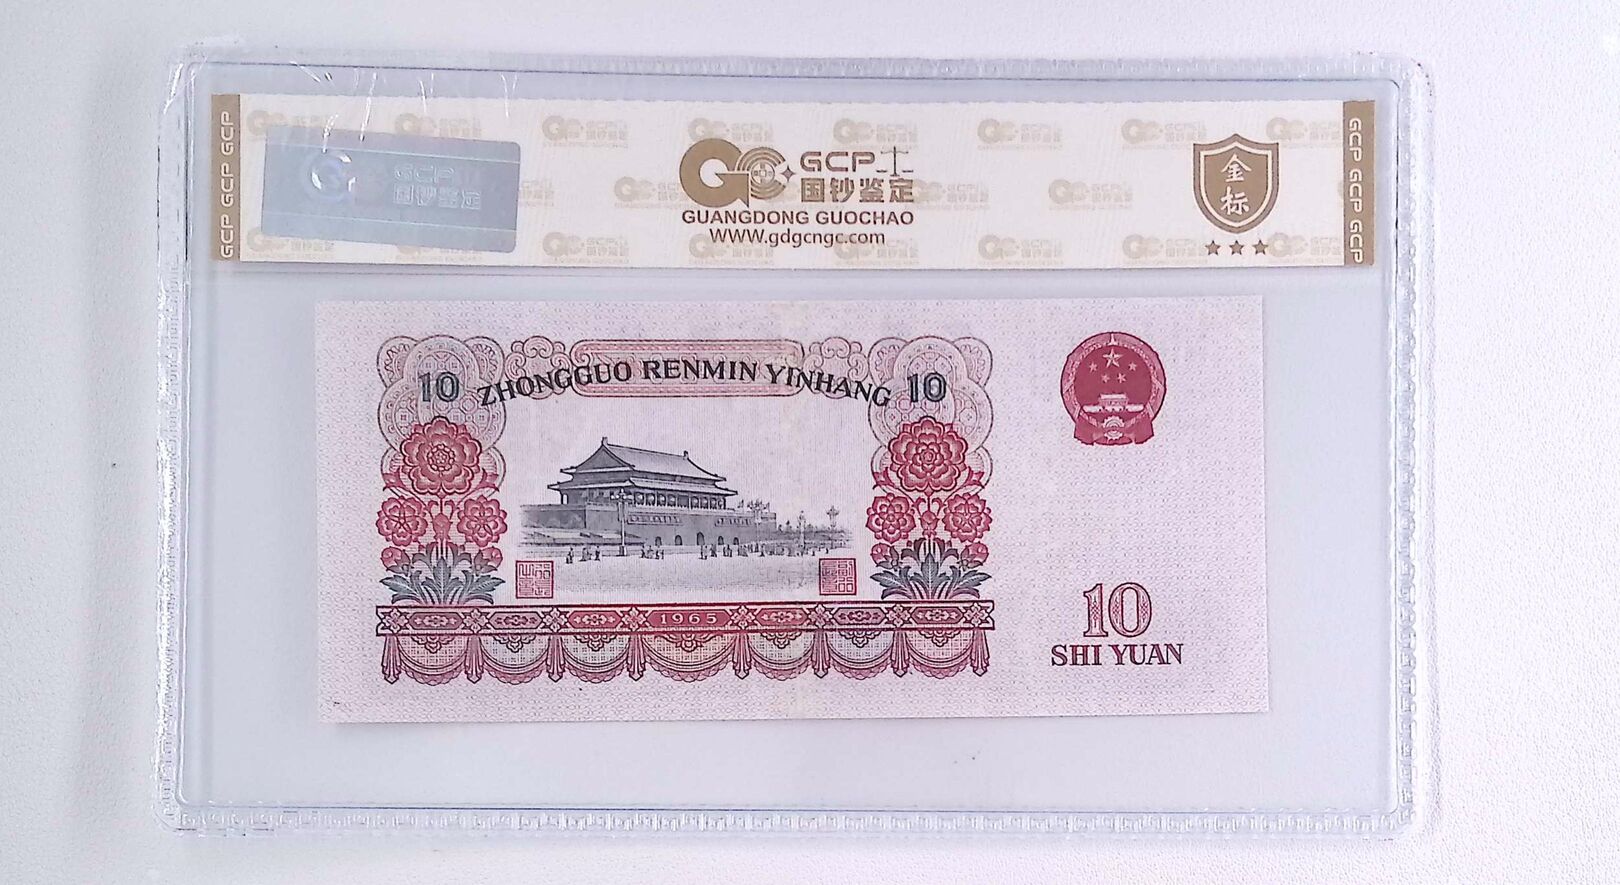 GCP GCP GCP
GCP
国钞鉴定
GCP
国钞鉴定
GUANGDONG GUOCHAO
WWW.gdgcngc.com
金标
GCP GCP GCP
10 ZHONGGUO RENMIN YINHANG 10
1965
10
SHI YUAN